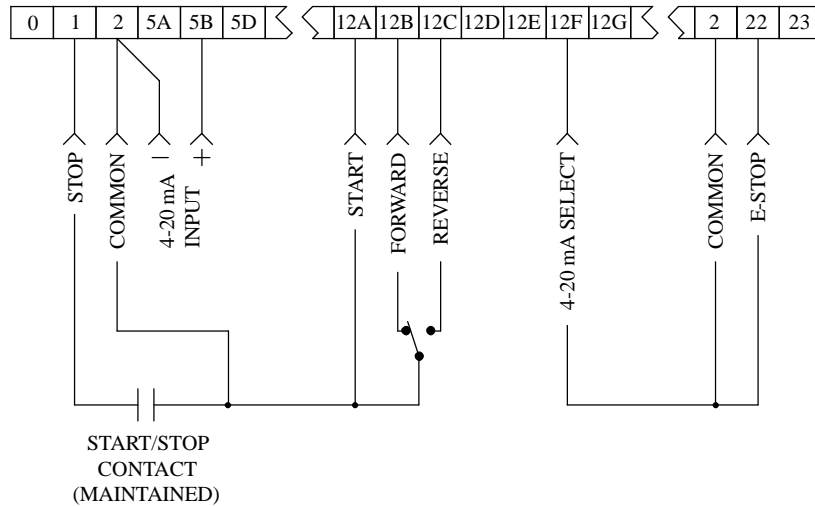 0 1 2 5A 5B 5D 12A 12B 12C 12D 12E 12F 12G 2 22 23
STOP
COMMON
− +
4-20 mA
INPUT
START
FORWARD
REVERSE
4-20 mA SELECT
COMMON
E-STOP
START/STOP
CONTACT
(MAINTAINED)